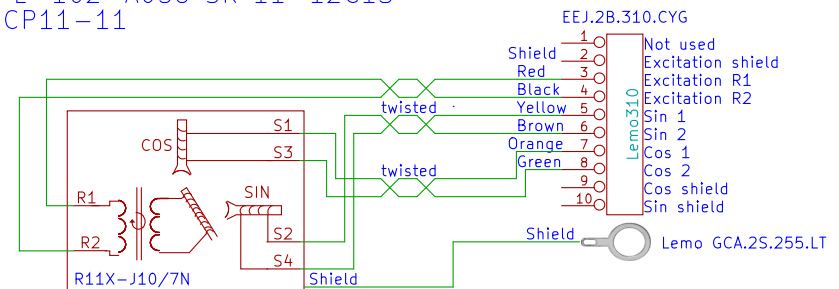 CP11-11
EEJ.2B.310.CYG
1 Not used
Shield 2 Excitation shield
Red 3 Excitation R1
Black 4 Excitation R2
twisted Yellow 5 Sin 1
Brown 6 Sin 2
Orange 7 Cos 1
twisted Green 8 Cos 2
9 Cos shield
10 Sin shield
Lemo310
COS S1
S3
R1 SIN
R2 S2
S4
R11X-J10/7N
Shield
Shield Lemo GCA.2S.255.LT